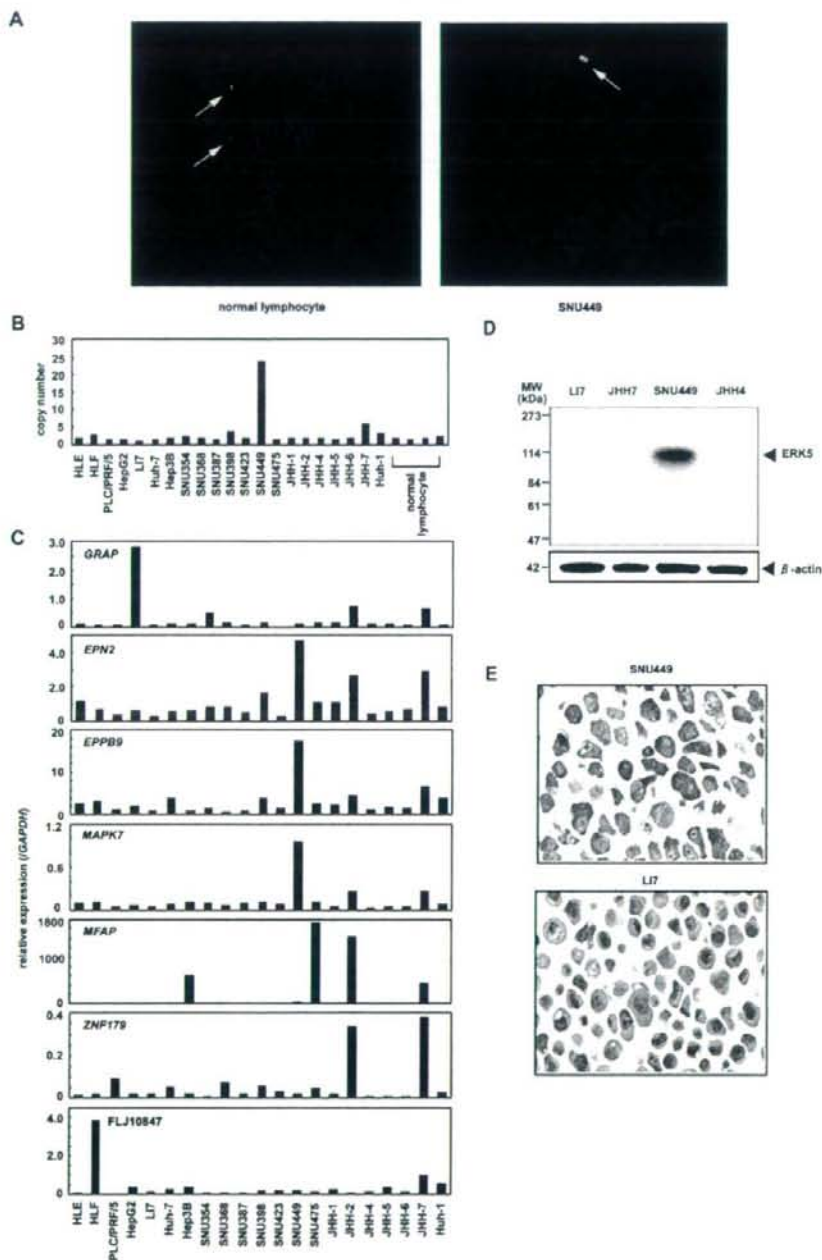 A
normal lymphocyte
SNU449
B
copy number
30
25
20
15
10
5
0
HLE
HLF
PLC/PRF/5
HepG2
LI7
Huh-7
Hep3B
SNU354
SNU368
SNU387
SNU398
SNU423
SNU449
SNU475
JHH-1
JHH-2
JHH-4
JHH-5
JHH-6
JHH-7
Huh-1
normal
lymphocyte
C
relative expression (/GAPDH)
GRAP
3.0
2.0
1.0
0
EPN2
4.0
2.0
0
EPPB9
20
10
0
MAPK7
1.2
0.6
0
MFAP
1800
1000
0
ZNF179
0.4
0.2
0
FLJ10847
4.0
2.0
0
HLE
HLF
PLC/PRF/5
HepG2
LI7
Huh-7
Hep3B
SNU354
SNU368
SNU387
SNU398
SNU423
SNU449
SNU475
JHH-1
JHH-2
JHH-4
JHH-5
JHH-6
JHH-7
Huh-1
D
MW
(kDa)
LI7 JHH7 SNU449 JHH4
273
114
84
61
47
42
ERK5
β-actin
E
SNU449
LI7